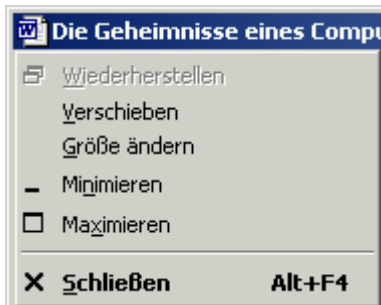 Die Geheimnisse eines Compu
Wiederherstellen
Verschieben
Größe ändern
Minimieren
Maximieren
Schließen Alt+F4